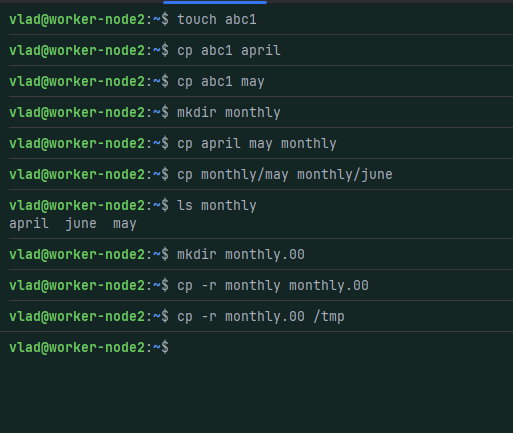 vlad@worker-node2:~$ touch abc1
vlad@worker-node2:~$ cp abc1 april
vlad@worker-node2:~$ cp abc1 may
vlad@worker-node2:~$ mkdir monthly
vlad@worker-node2:~$ cp april may monthly
vlad@worker-node2:~$ cp monthly/may monthly/june
vlad@worker-node2:~$ ls monthly
april  june  may
vlad@worker-node2:~$ mkdir monthly.00
vlad@worker-node2:~$ cp -r monthly monthly.00
vlad@worker-node2:~$ cp -r monthly.00 /tmp
vlad@worker-node2:~$